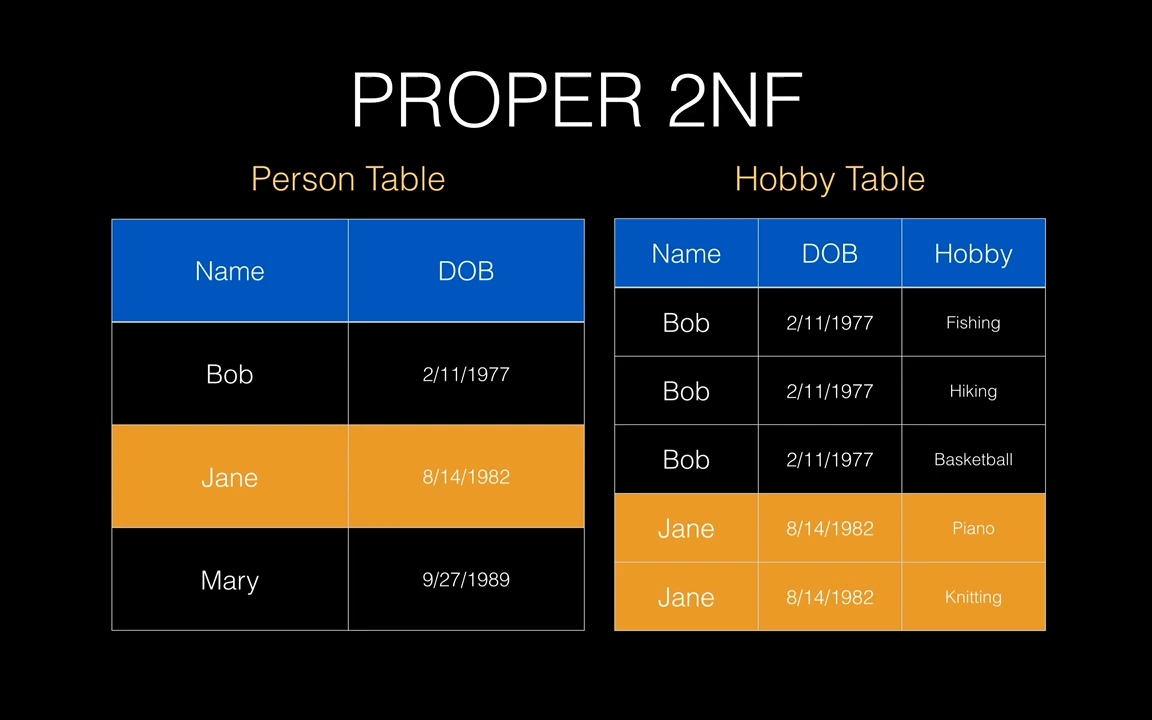 PROPER 2NF
Person Table
Name DOB
Bob 2/11/1977
Jane 8/14/1982
Mary 9/27/1989
Hobby Table
Name DOB Hobby
Bob 2/11/1977 Fishing
Bob 2/11/1977 Hiking
Bob 2/11/1977 Basketball
Jane 8/14/1982 Piano
Jane 8/14/1982 Knitting